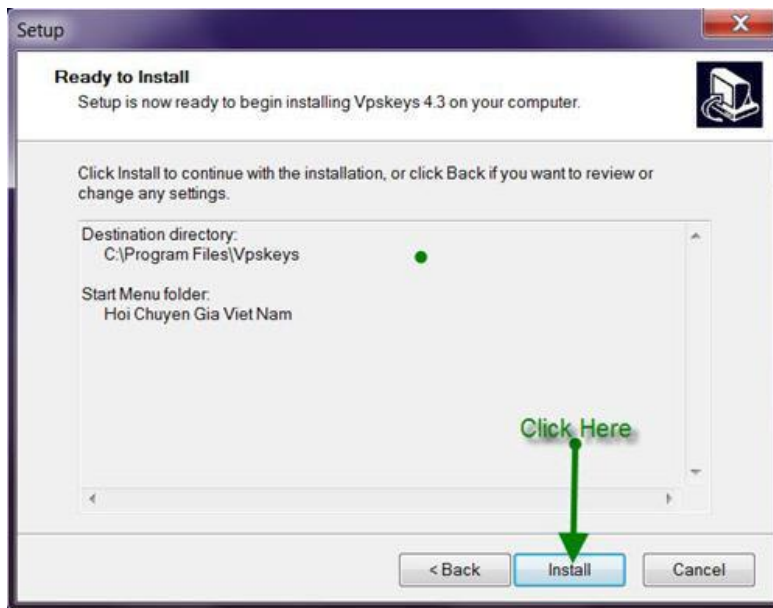 Setup
Ready to Install
Setup is now ready to begin installing Vpskeys 4.3 on your computer.
Click Install to continue with the installation, or click Back if you want to review or
change any settings.
Destination directory:
C:\Program Files\Vpskeys
Start Menu folder:
Hoi Chuyen Gia Viet Nam
Click Here
< Back
Install
Cancel